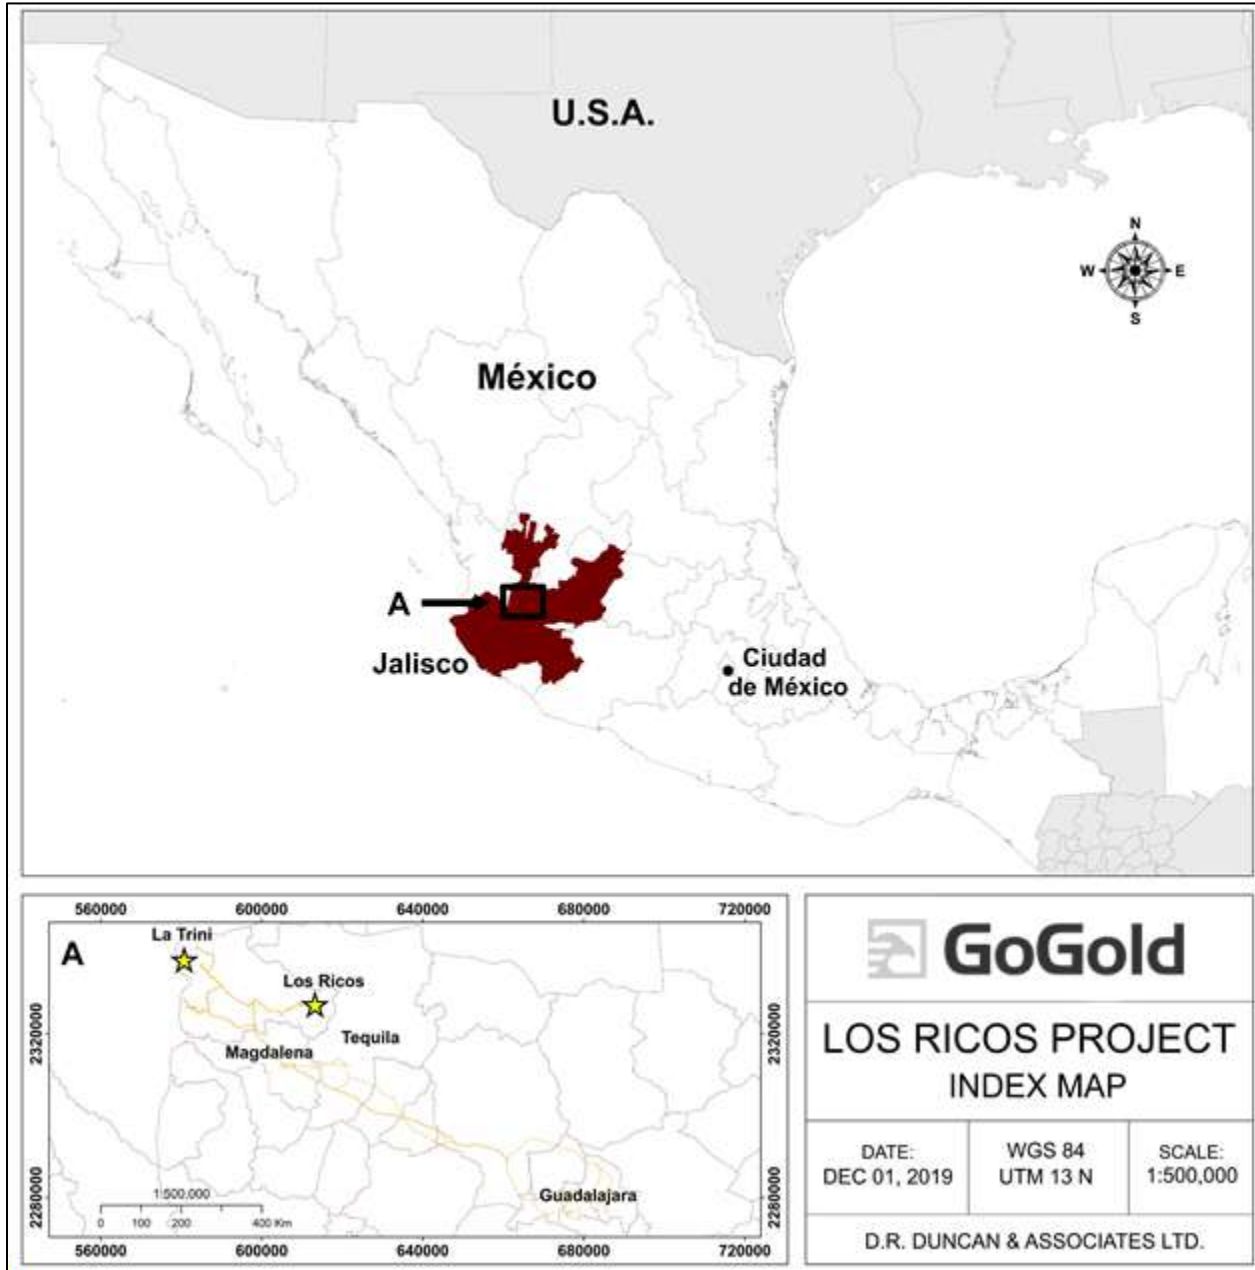 U.S.A.
N
W
E
S
México
A
Jalisco
Ciudad
de México
560000
600000
640000
680000
720000
A
La Trini
Los Ricos
Tequila
Magdalena
Guadalajara
2320000
2280000
2320000
2280000
1:500,000
0
100
200
400 Km
560000
600000
640000
680000
720000
GoGold
LOS RICOS PROJECT
INDEX MAP
DATE:
DEC 01, 2019
WGS 84
UTM 13 N
SCALE:
1:500,000
D.R. DUNCAN & ASSOCIATES LTD.